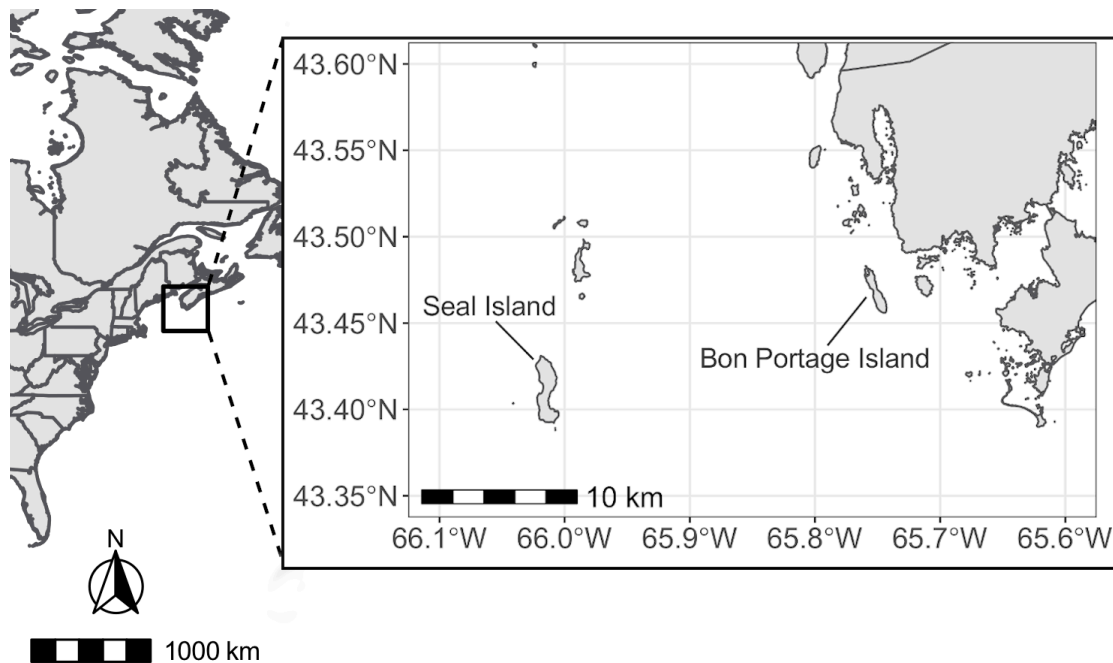 43.60°N
43.55°N
43.50°N
43.45°N
43.40°N
43.35°N
Seal Island
Bon Portage Island
10 km
66.1°W 66.0°W 65.9°W 65.8°W 65.7°W 65.6°W
N
1000 km